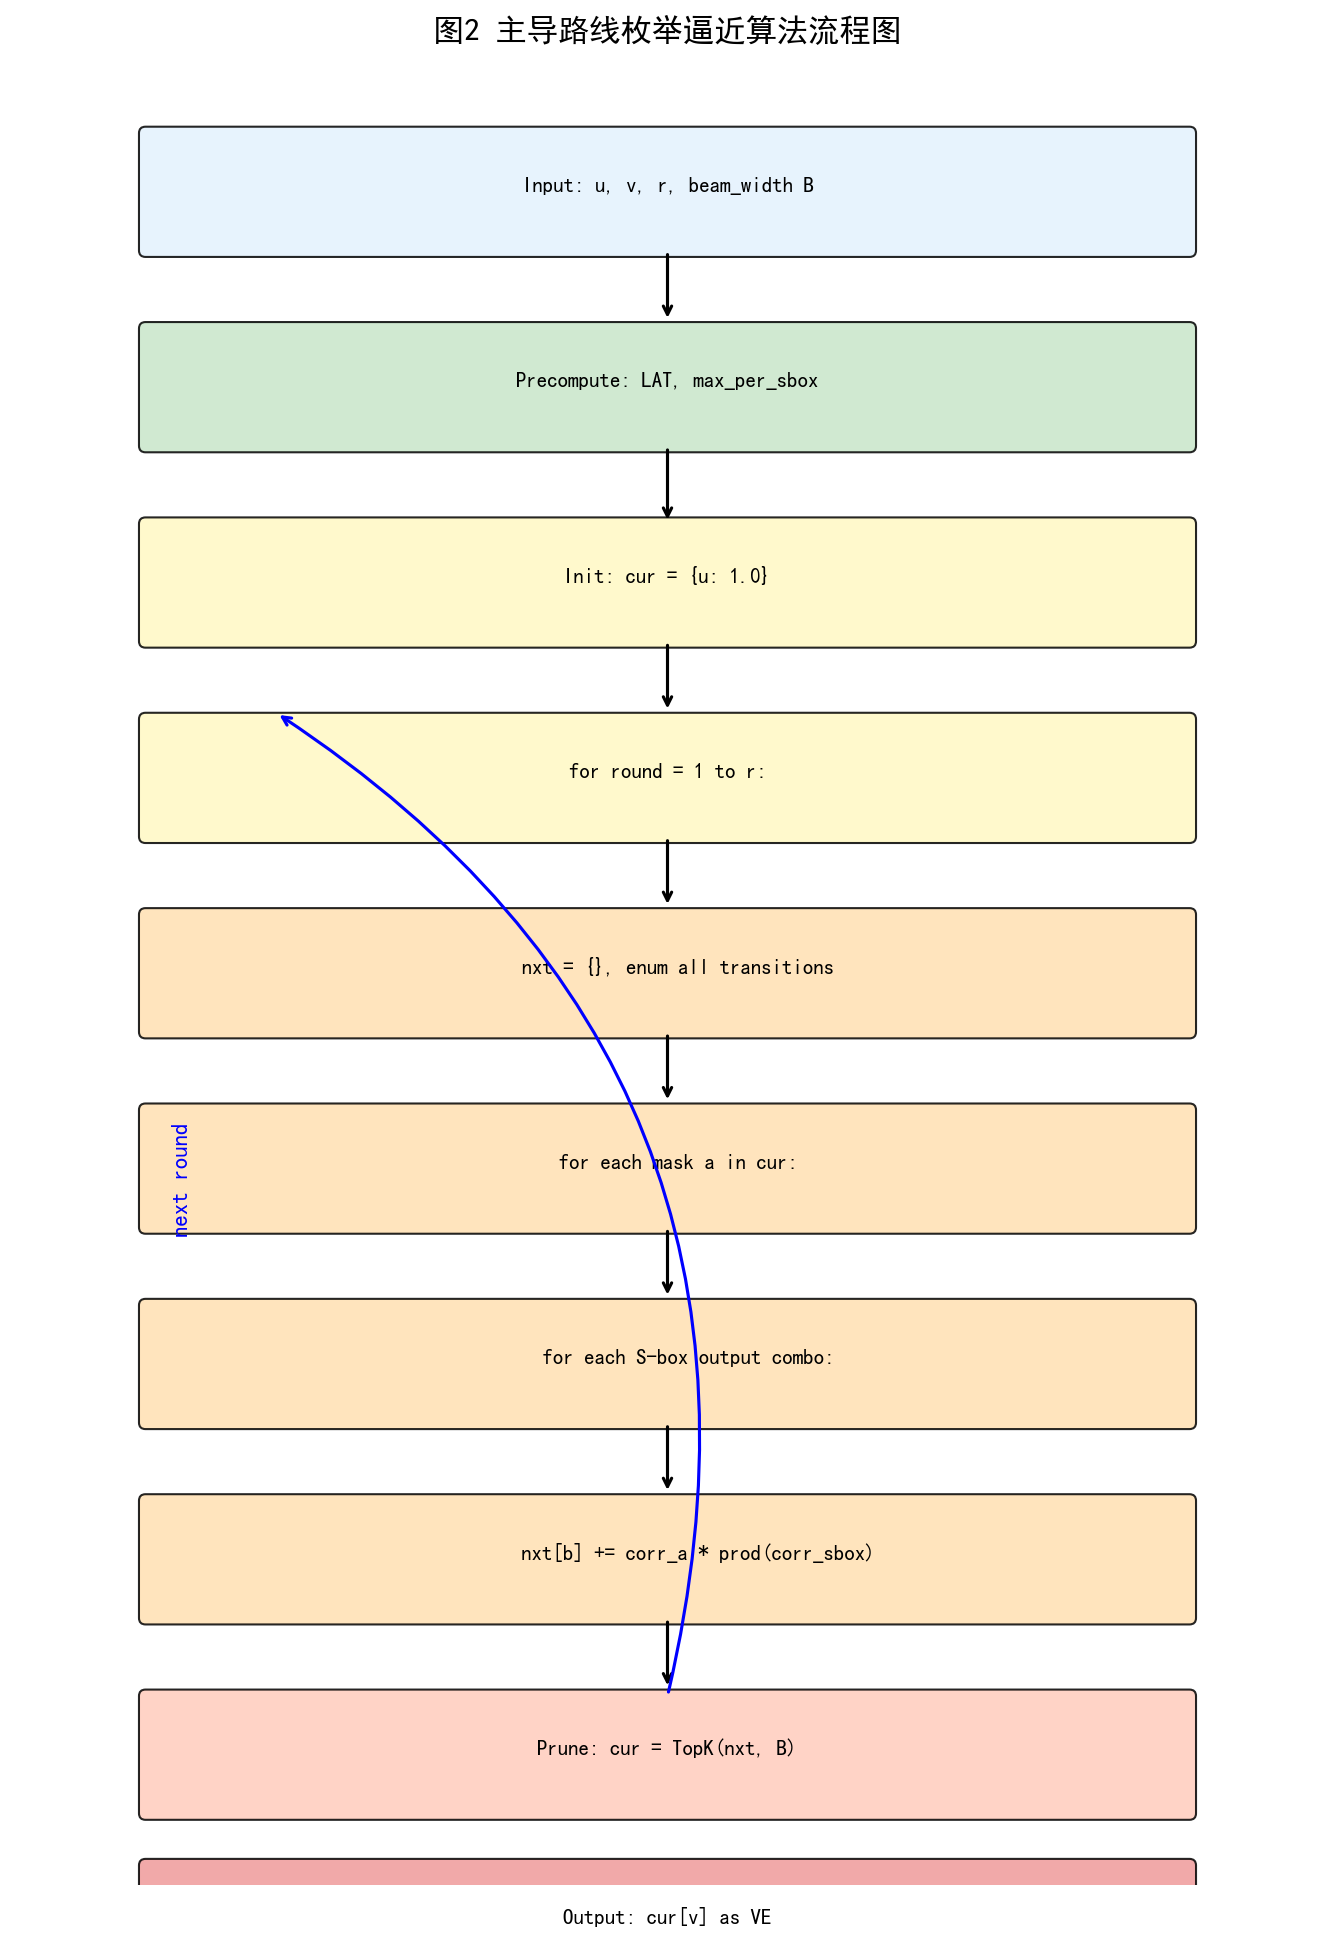 图2 主导路线枚举逼近算法流程图
Input: u, v, r, beam_width B
Precompute: LAT, max_per_sbox
Init: cur = {u: 1.0}
for round = 1 to r:
nxt = {}, enum all transitions
for each mask a in cur:
next round
for each S-box output combo:
nxt[b] += corr_a * prod(corr_sbox)
Prune: cur = TopK(nxt, B)
Output: cur[v] as VE